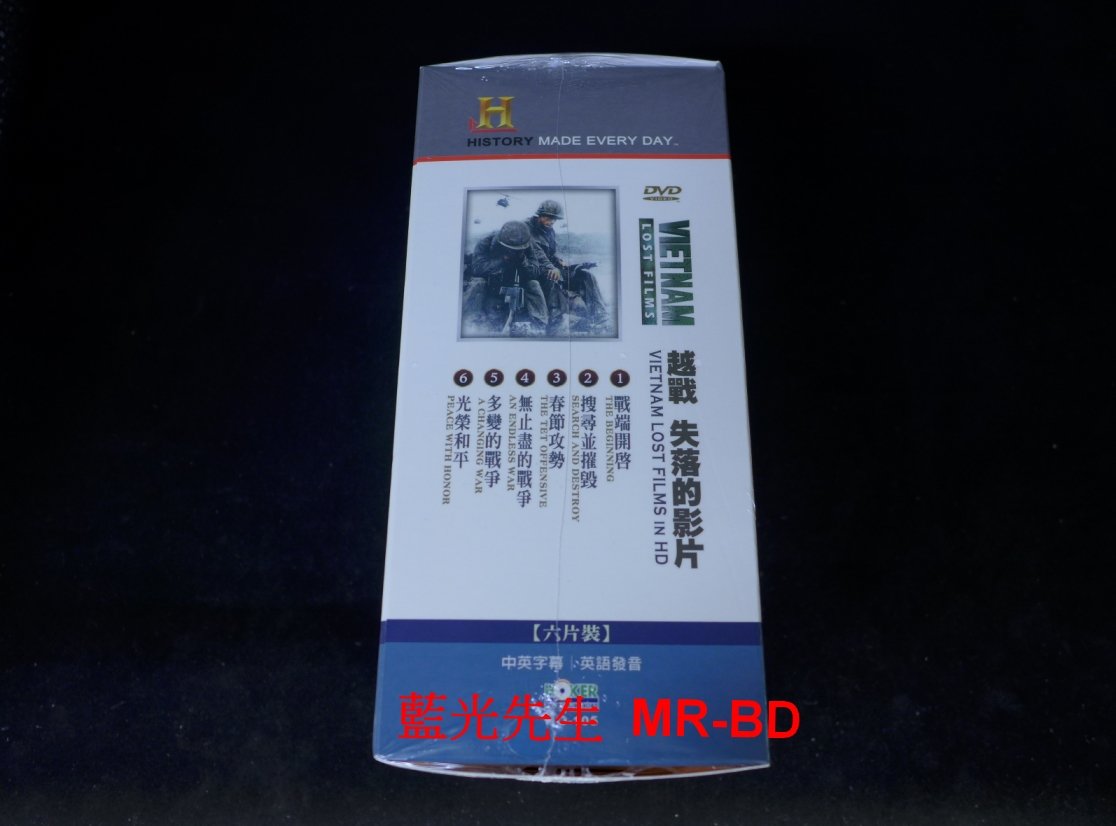 H
HISTORY MADE EVERY DAY™
DVD
VIDEO
VIETNAM
LOST FILMS
越戰 失落的影片
VIETNAM LOST FILMS IN HD
1 戰端開啓
THE BEGINNING
2 搜尋並摧毀
SEARCH AND DESTROY
3 春節攻勢
THE TET OFFENSIVE
4 無止盡的戰爭
AN ENDLESS WAR
5 多變的戰爭
A CHANGING WAR
6 光榮和平
PEACE WITH HONOR
【六片裝】
中英字幕 英語發音
藍光先生 MR-BD